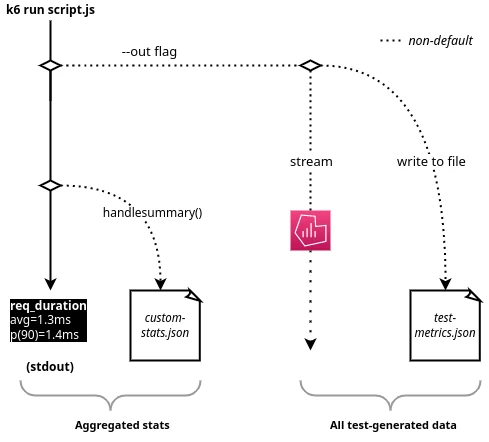 k6 run script.js
--out flag
non-default
stream
write to file
handlesummary()
req_duration
avg=1.3ms
p(90)=1.4ms
custom-
stats.json
test-
metrics.json
(stdout)
Aggregated stats
All test-generated data